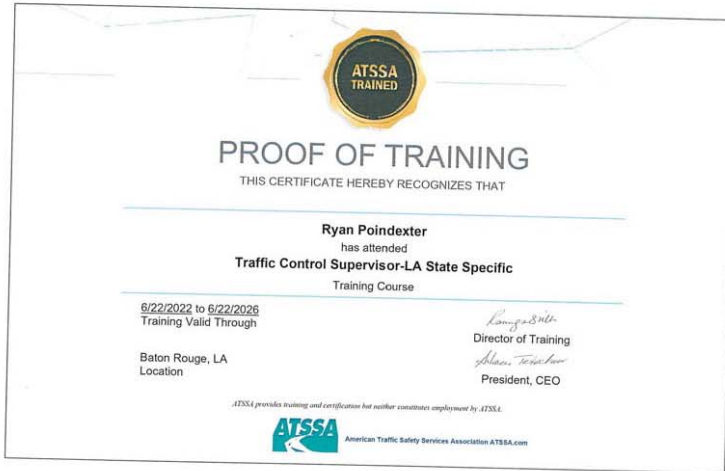 ATSSA
TRAINED
PROOF OF TRAINING
THIS CERTIFICATE HEREBY RECOGNIZES THAT
Ryan Poindexter
has attended
Traffic Control Supervisor-LA State Specific
Training Course
6/22/2022 to 6/22/2026
Training Valid Through
Director of Training
Baton Rouge, LA
Location
President, CEO
ATSSA provides training and certification but neither constitutes employment by ATSSA.
ATSSA
American Traffic Safety Services Association ATSSA.com